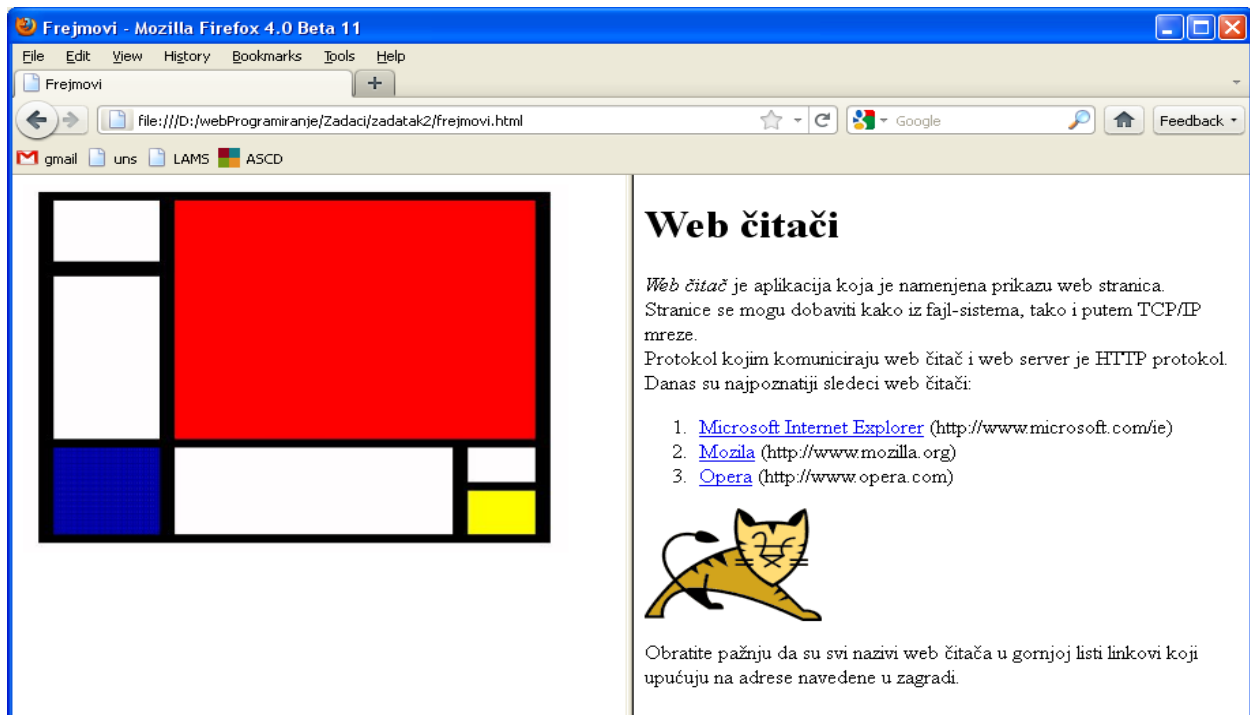 Frejmovi - Mozilla Firefox 4.0 Beta 11
File Edit View History Bookmarks Tools Help
Frejmovi
file:///D:/webProgramiranje/Zadaci/zadatak2/frejmovi.html
Google
Feedback
gmail uns LAMS ASCD
Web čitači
Web čitač je aplikacija koja je namenjena prikazu web stranica.
Stranice se mogu dobaviti kako iz fajl-sistema, tako i putem TCP/IP
mreze.
Protokol kojim komuniciraju web čitač i web server je HTTP protokol.
Danas su najpoznatiji sledeci web čitači:
1. Microsoft Internet Explorer (http://www.microsoft.com/ie)
2. Mozila (http://www.mozilla.org)
3. Opera (http://www.opera.com)
Obratite pažnju da su svi nazivi web čitača u gornjoj listi linkovi koji
upućuju na adrese navedene u zagradi.